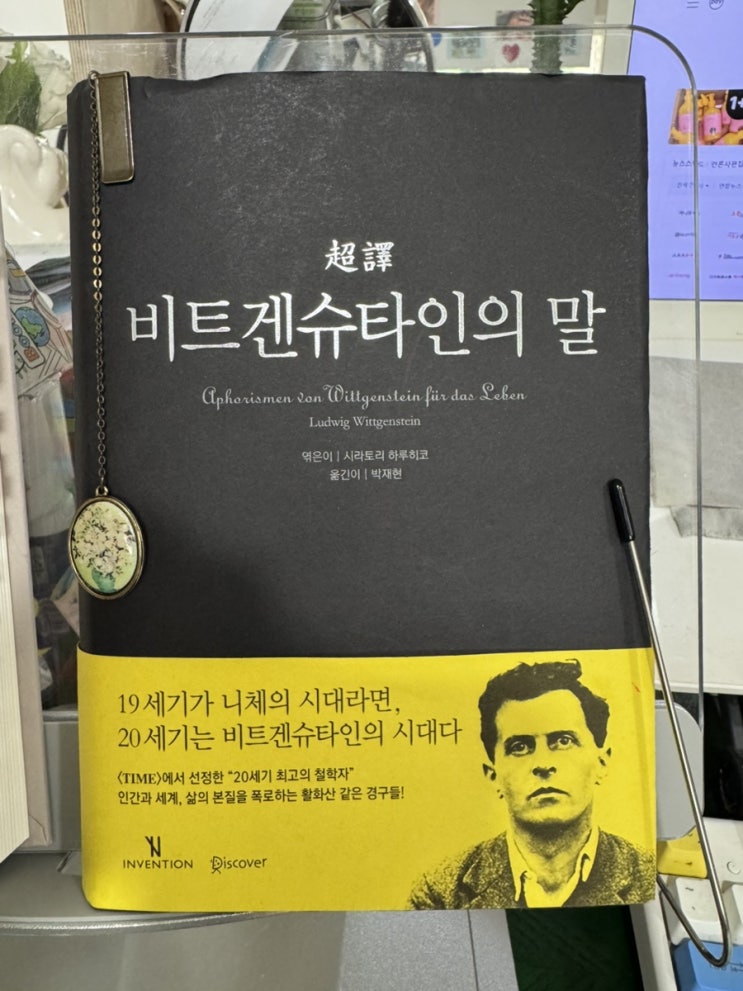 超譯
비트겐슈타인의 말
Aphorismen von Wittgenstein für das Leben
Ludwig Wittgenstein
엮은이 | 시라토리 하루히코
옮긴이 | 박재현
19세기가 니체의 시대라면,
20세기는 비트겐슈타인의 시대다
〈TIME〉에서 선정한 “20세기 최고의 철학자”
인간과 세계, 삶의 본질을 폭로하는 활화산 같은 경구들!
INVENTION Discover
1+